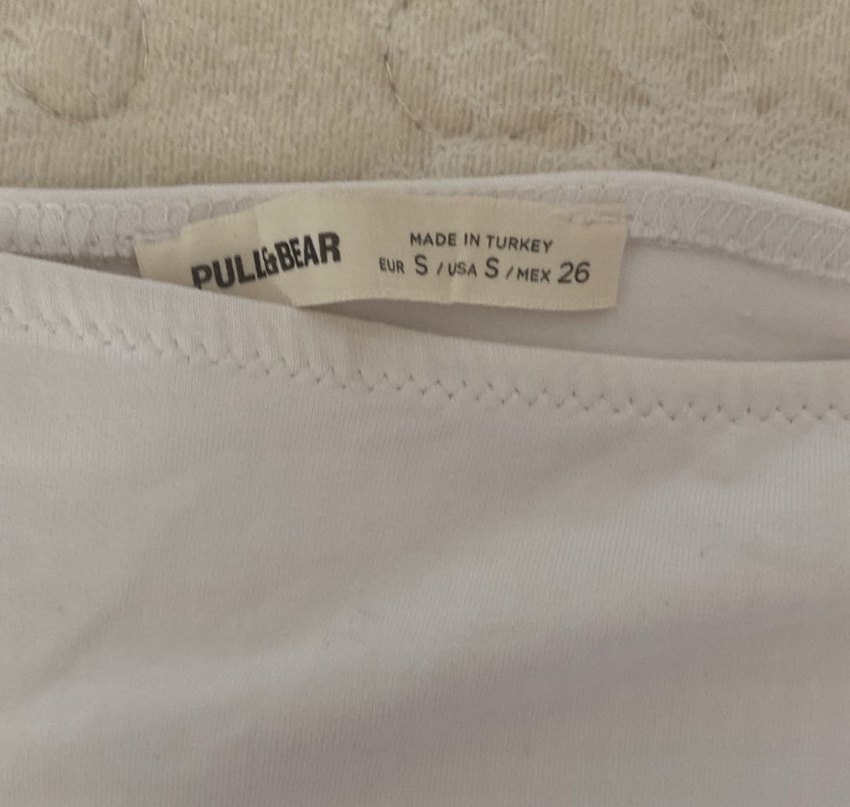 PULL&BEAR
MADE IN TURKEY
EUR S / USA S / MEX 26